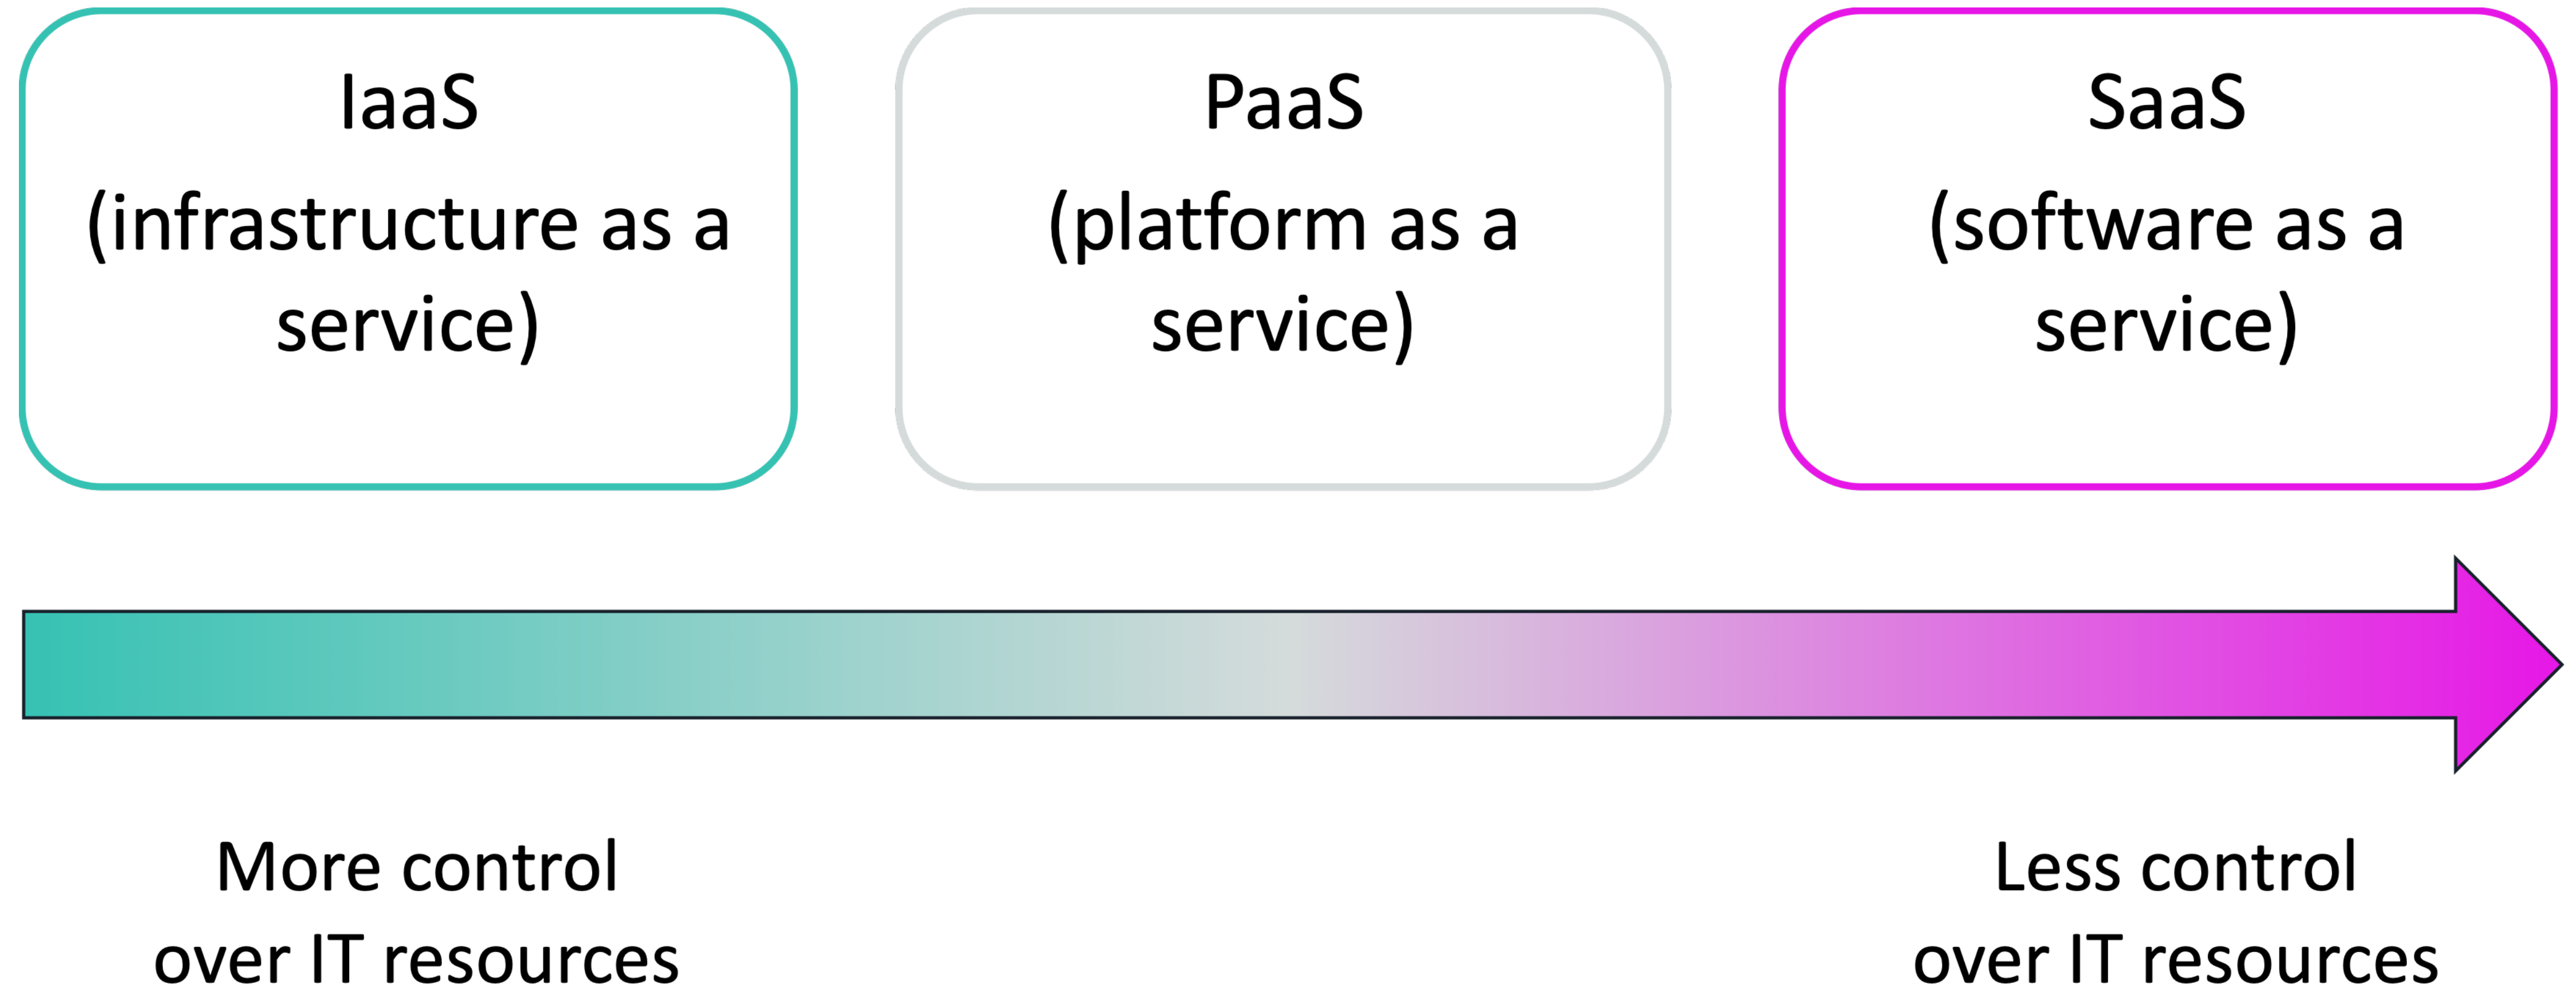 IaaS
(infrastructure as a
service)
PaaS
(platform as a
service)
SaaS
(software as a
service)
More control
over IT resources
Less control
over IT resources